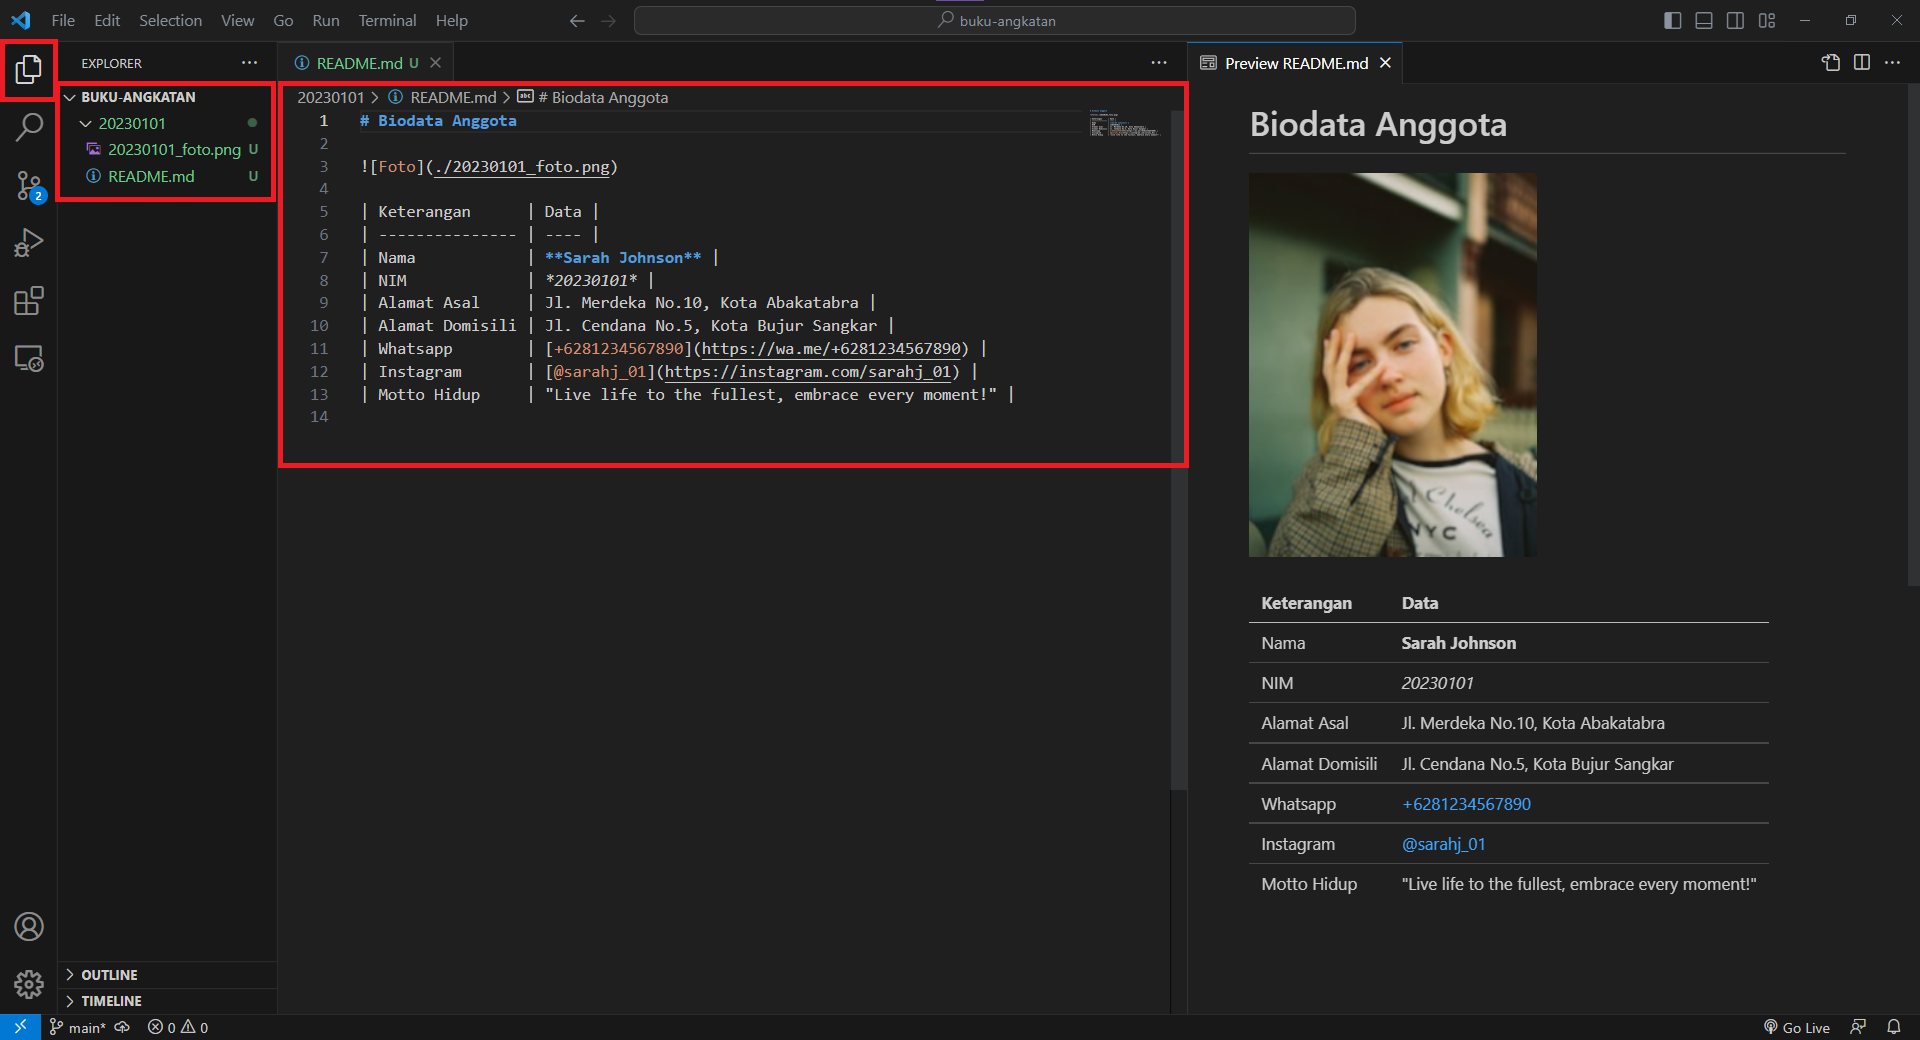 File Edit Selection View Go Run Terminal Help
buku-angkatan
EXPLORER
README.md U
Preview README.md
BUKU-ANGKATAN
20230101
20230101_foto.png U
README.md U
2
20230101 > README.md > # Biodata Anggota
1 # Biodata Anggota
2
3 ![Foto](./20230101_foto.png)
4
5 | Keterangan | Data |
6 | --------------- | ---- |
7 | Nama | **Sarah Johnson** |
8 | NIM | *20230101* |
9 | Alamat Asal | Jl. Merdeka No.10, Kota Abakatabra |
10 | Alamat Domisili | Jl. Cendana No.5, Kota Bujur Sangkar |
11 | Whatsapp | [+6281234567890](https://wa.me/+6281234567890) |
12 | Instagram | [@sarahj_01](https://instagram.com/sarahj_01) |
13 | Motto Hidup | "Live life to the fullest, embrace every moment!" |
14
Biodata Anggota
Chelsea
NYC
Keterangan Data
Nama Sarah Johnson
NIM 20230101
Alamat Asal Jl. Merdeka No.10, Kota Abakatabra
Alamat Domisili Jl. Cendana No.5, Kota Bujur Sangkar
Whatsapp +6281234567890
Instagram @sarahj_01
Motto Hidup "Live life to the fullest, embrace every moment!"
OUTLINE
TIMELINE
main* 0 0
Go Live